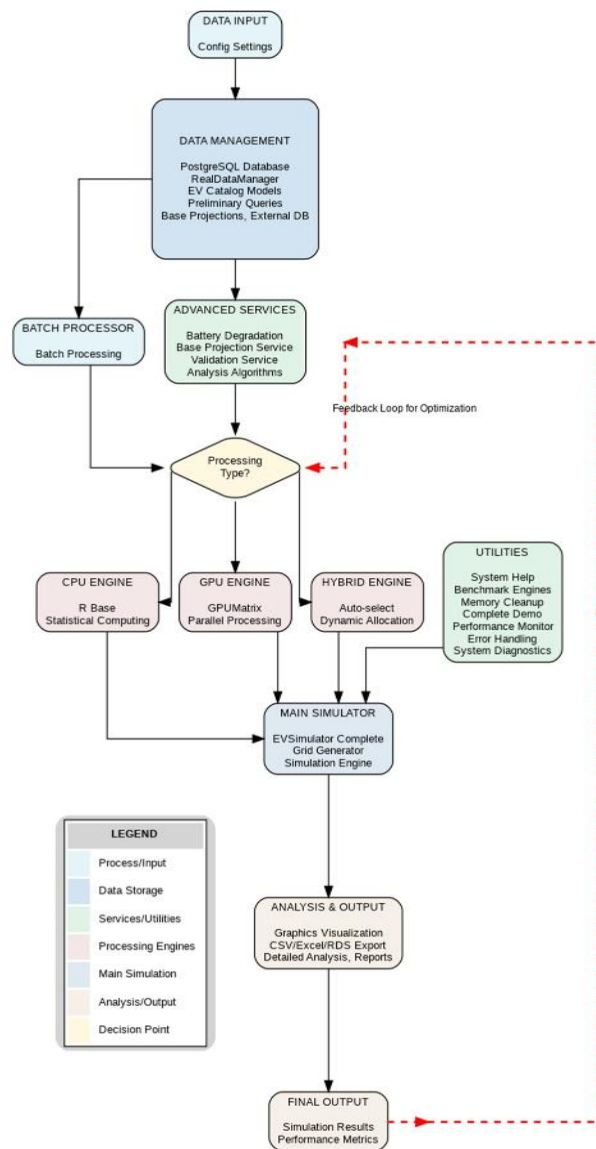 DATA INPUT
Config Settings
DATA MANAGEMENT
PostgreSQL Database
RealDataManager
EV Catalog Models
Preliminary Queries
Base Projections, External DB
BATCH PROCESSOR
Batch Processing
ADVANCED SERVICES
Battery Degradation
Base Projection Service
Validation Service
Analysis Algorithms
Feedback Loop for Optimization
Processing
Type?
CPU ENGINE
R Base
Statistical Computing
GPU ENGINE
GPUMatrix
Parallel Processing
HYBRID ENGINE
Auto-select
Dynamic Allocation
UTILITIES
System Help
Benchmark Engines
Memory Cleanup
Complete Demo
Performance Monitor
Error Handling
System Diagnostics
MAIN SIMULATOR
EVSimulator Complete
Grid Generator
Simulation Engine
LEGEND
Process/Input
Data Storage
Services/Utilities
Processing Engines
Main Simulation
Analysis/Output
Decision Point
ANALYSIS & OUTPUT
Graphics Visualization
CSV/Excel/RDS Export
Detailed Analysis, Reports
FINAL OUTPUT
Simulation Results
Performance Metrics